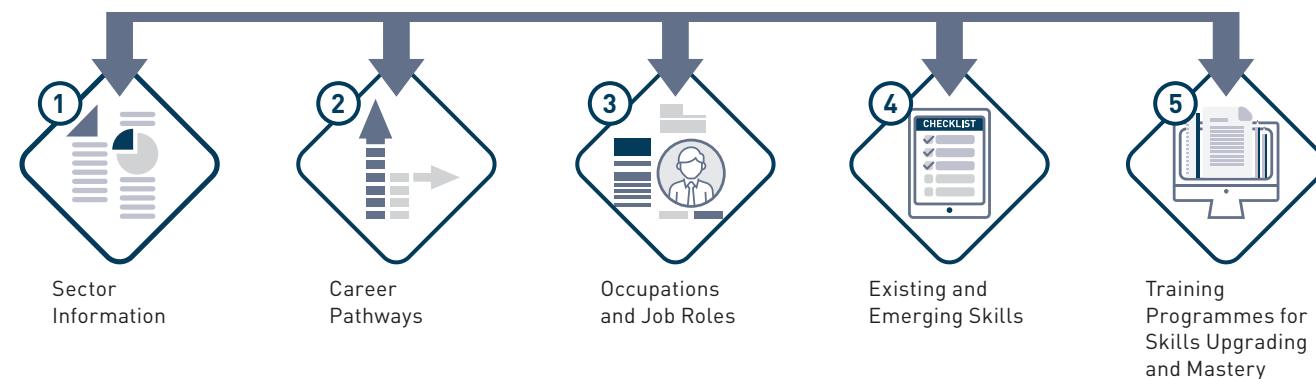 1
Sector
Information
2
Career
Pathways
3
Occupations
and Job Roles
4
CHECKLIST
Existing and
Emerging Skills
5
Training
Programmes for
Skills Upgrading
and Mastery